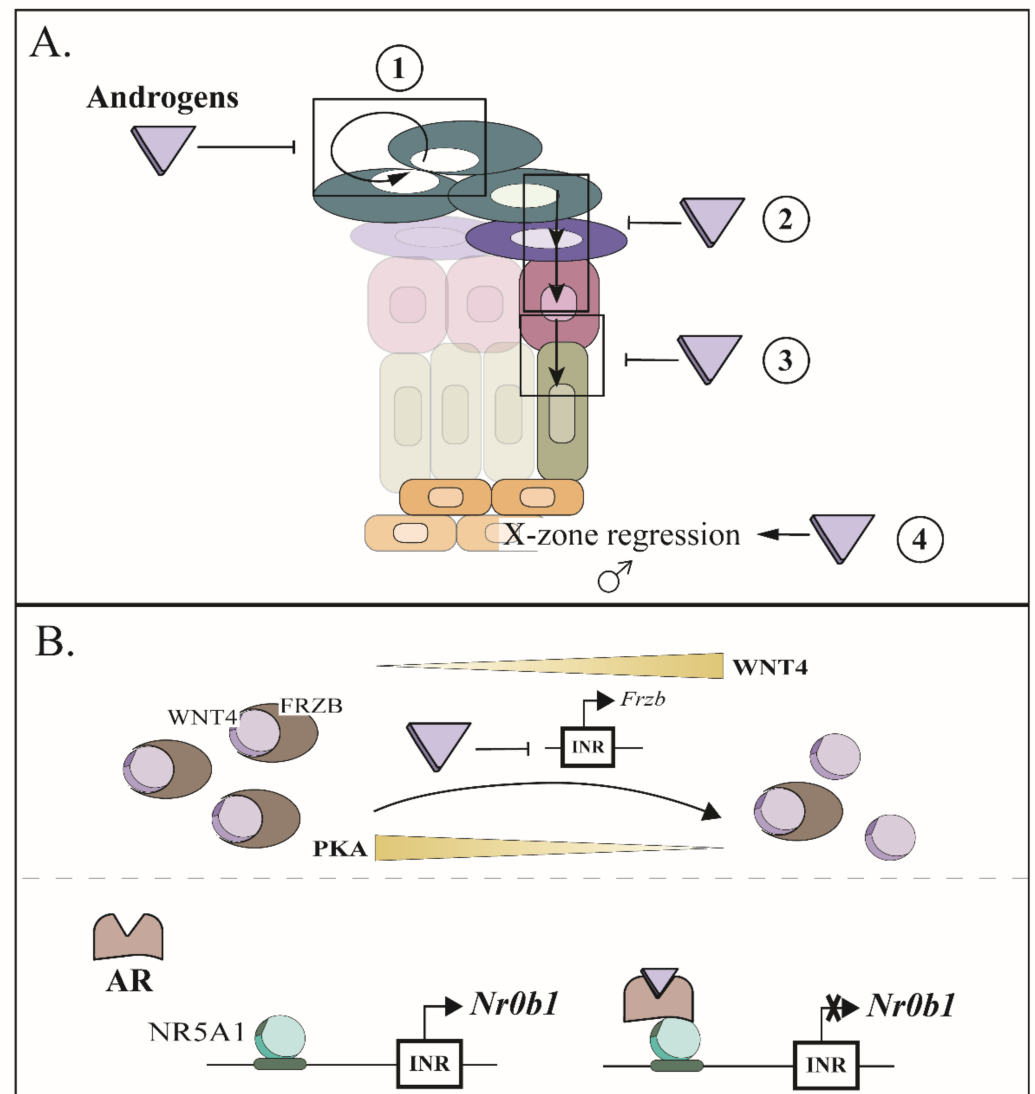 A.
1
Androgens
2
3
X-zone regression
4
♂
B.
WNT4
Frzb
FRZB
WNT4
INR
PKA
AR
Nr0b1
Nr0b1
NR5A1
INR
INR